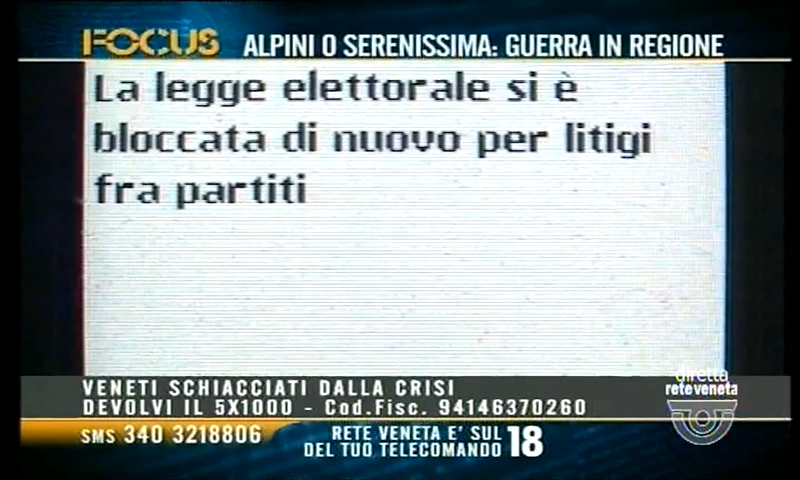 FOCUS ALPINI O SERENISSIMA: GUERRA IN REGIONE
La legge elettorale si è
bloccata di nuovo per litigi
fra partiti
VENETI SCHIACCIATI DALLA CRISI
DEVOLVI IL 5X1000 - Cod.Fisc. 94146370260
diretta
reteveneta
SMS 340 3218806
RETE VENETA E' SUL
DEL TUO TELECOMANDO 18